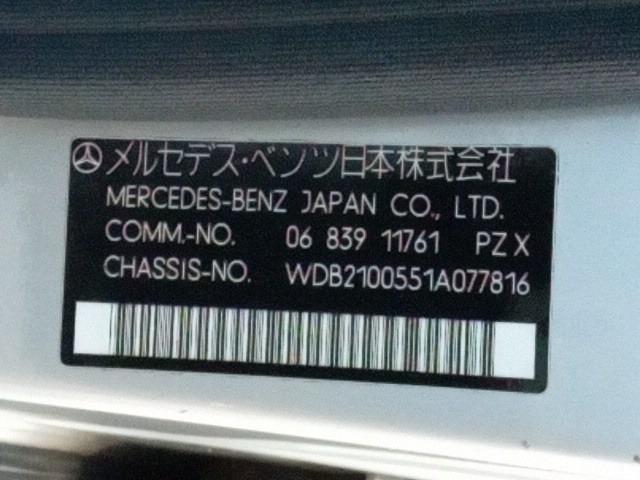 メルセデス・ベンツ日本株式会社
MERCEDES-BENZ JAPAN CO., LTD.
COMM.-NO. 06 839 11761 PZX
CHASSIS-NO. WDB2100551A077816